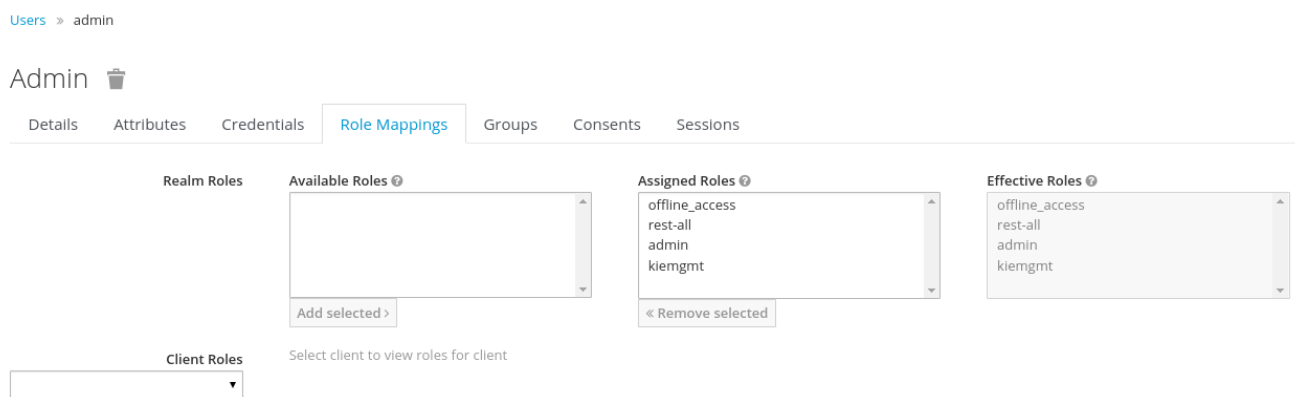 Users » admin
Admin
Details Attributes Credentials Role Mappings Groups Consents Sessions
Realm Roles Available Roles Assigned Roles Effective Roles
offline_access offline_access
rest-all rest-all
admin admin
kiemgmt kiemgmt
Add selected › « Remove selected
Client Roles Select client to view roles for client